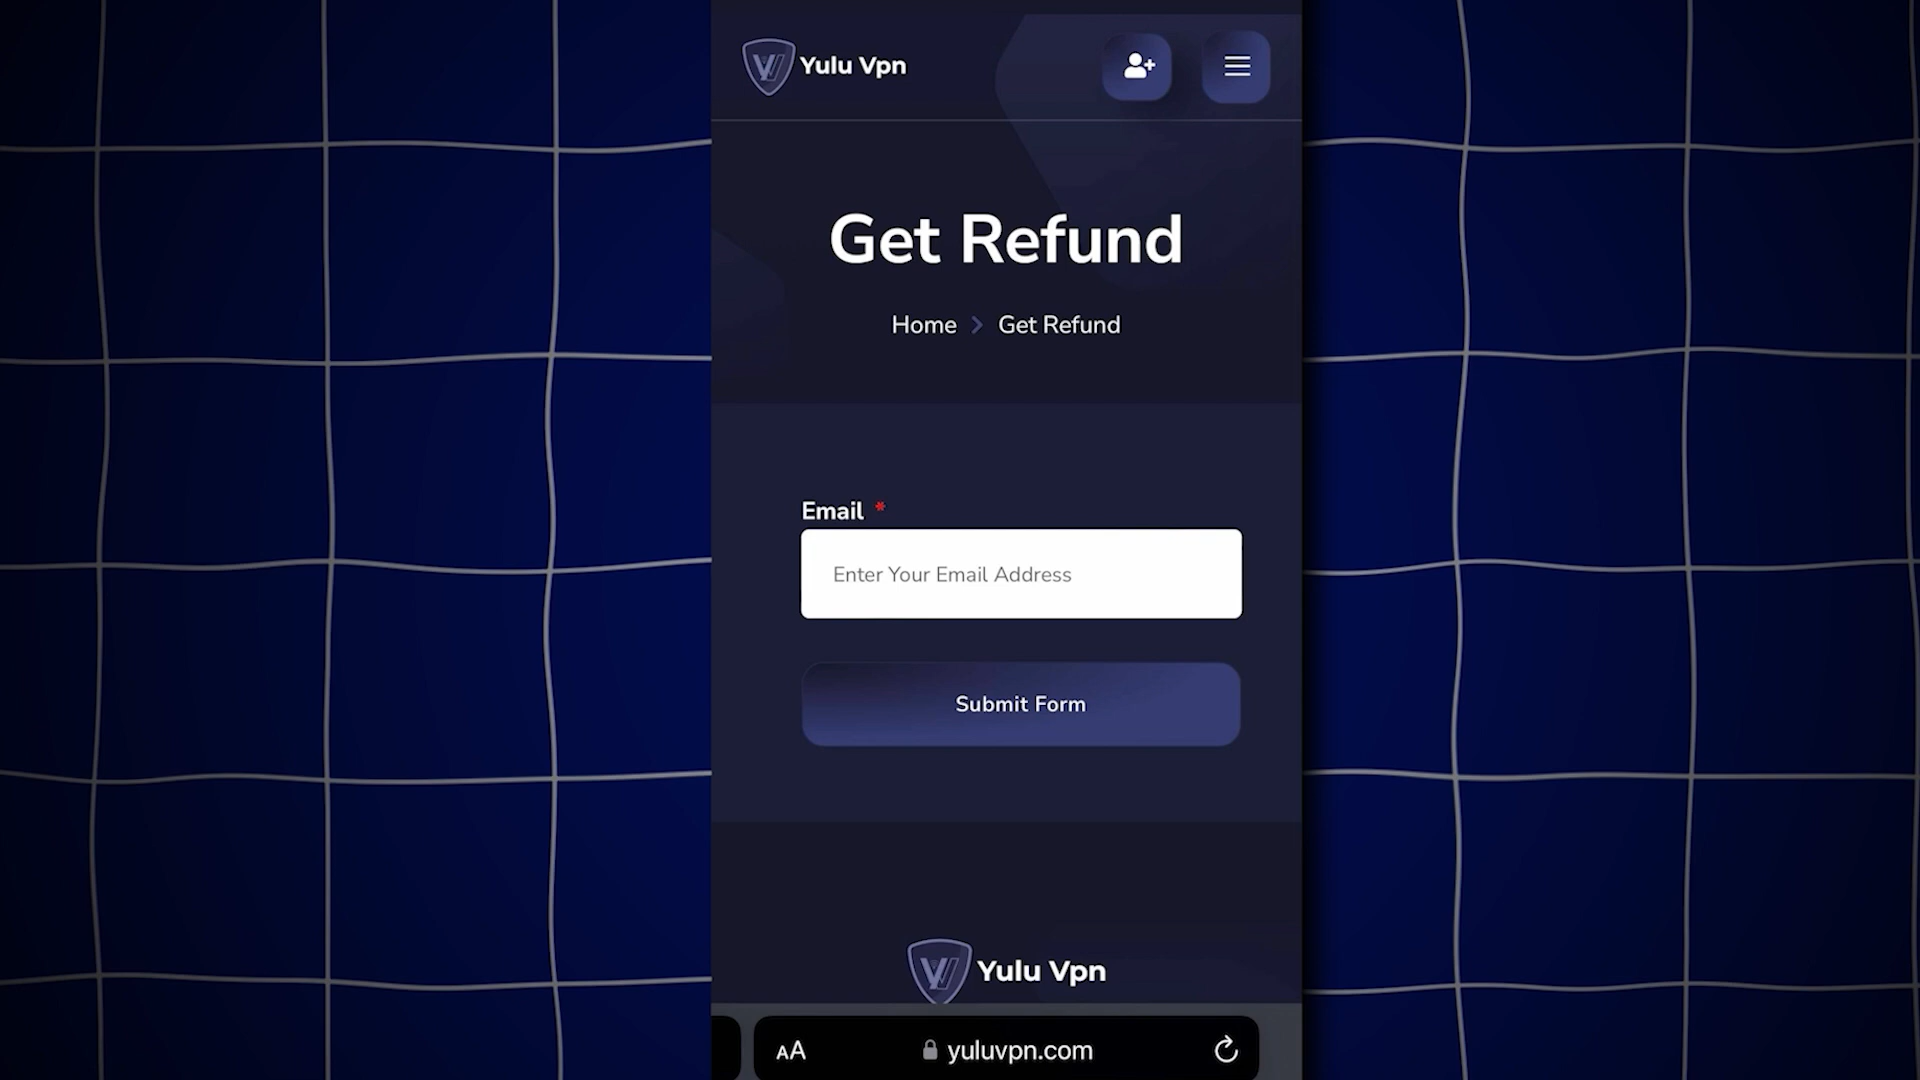 Yulu Vpn
Get Refund
Home > Get Refund
Email *
Enter Your Email Address
Submit Form
Yulu Vpn
AA yuluvpn.com